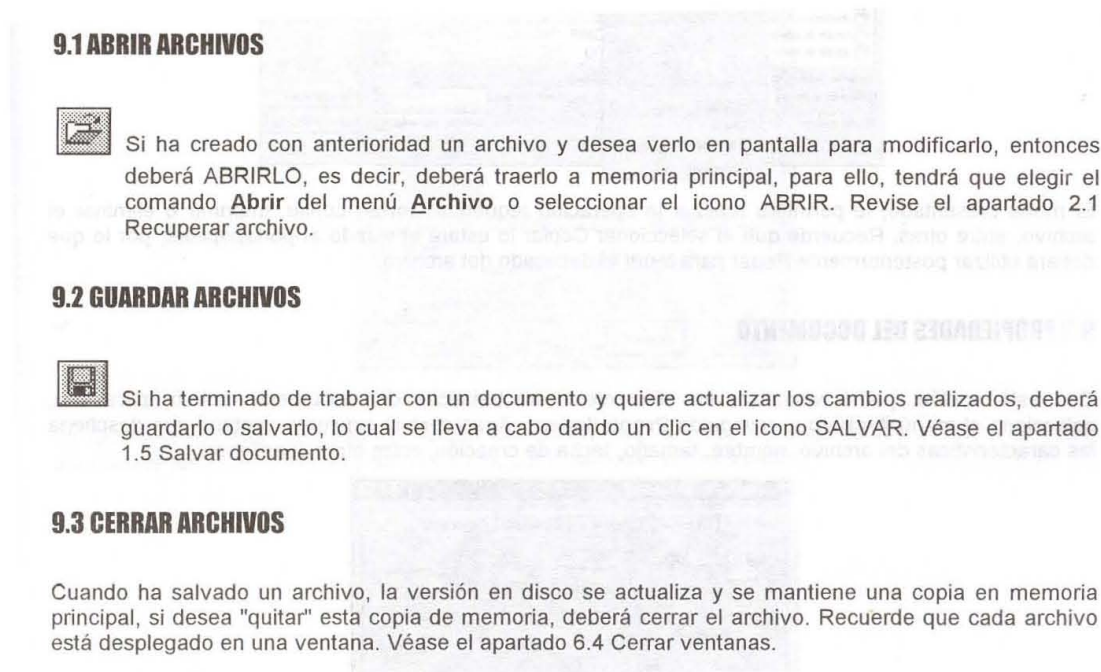 9.1 ABRIR ARCHIVOS
Si ha creado con anterioridad un archivo y desea verlo en pantalla para modificarlo, entonces
deberá ABRIRLO, es decir, deberá traerlo a memoria principal, para ello, tendrá que elegir el
comando Abrir del menú Archivo o seleccionar el icono ABRIR. Revise el apartado 2.1
Recuperar archivo.
9.2 GUARDAR ARCHIVOS
Si ha terminado de trabajar con un documento y quiere actualizar los cambios realizados, deberá
guardarlo o salvarlo, lo cual se lleva a cabo dando un clic en el icono SALVAR. Véase el apartado
1.5 Salvar documento.
9.3 CERRAR ARCHIVOS
Cuando ha salvado un archivo, la versión en disco se actualiza y se mantiene una copia en memoria
principal, si desea "quitar" esta copia de memoria, deberá cerrar el archivo. Recuerde que cada archivo
está desplegado en una ventana. Véase el apartado 6.4 Cerrar ventanas.